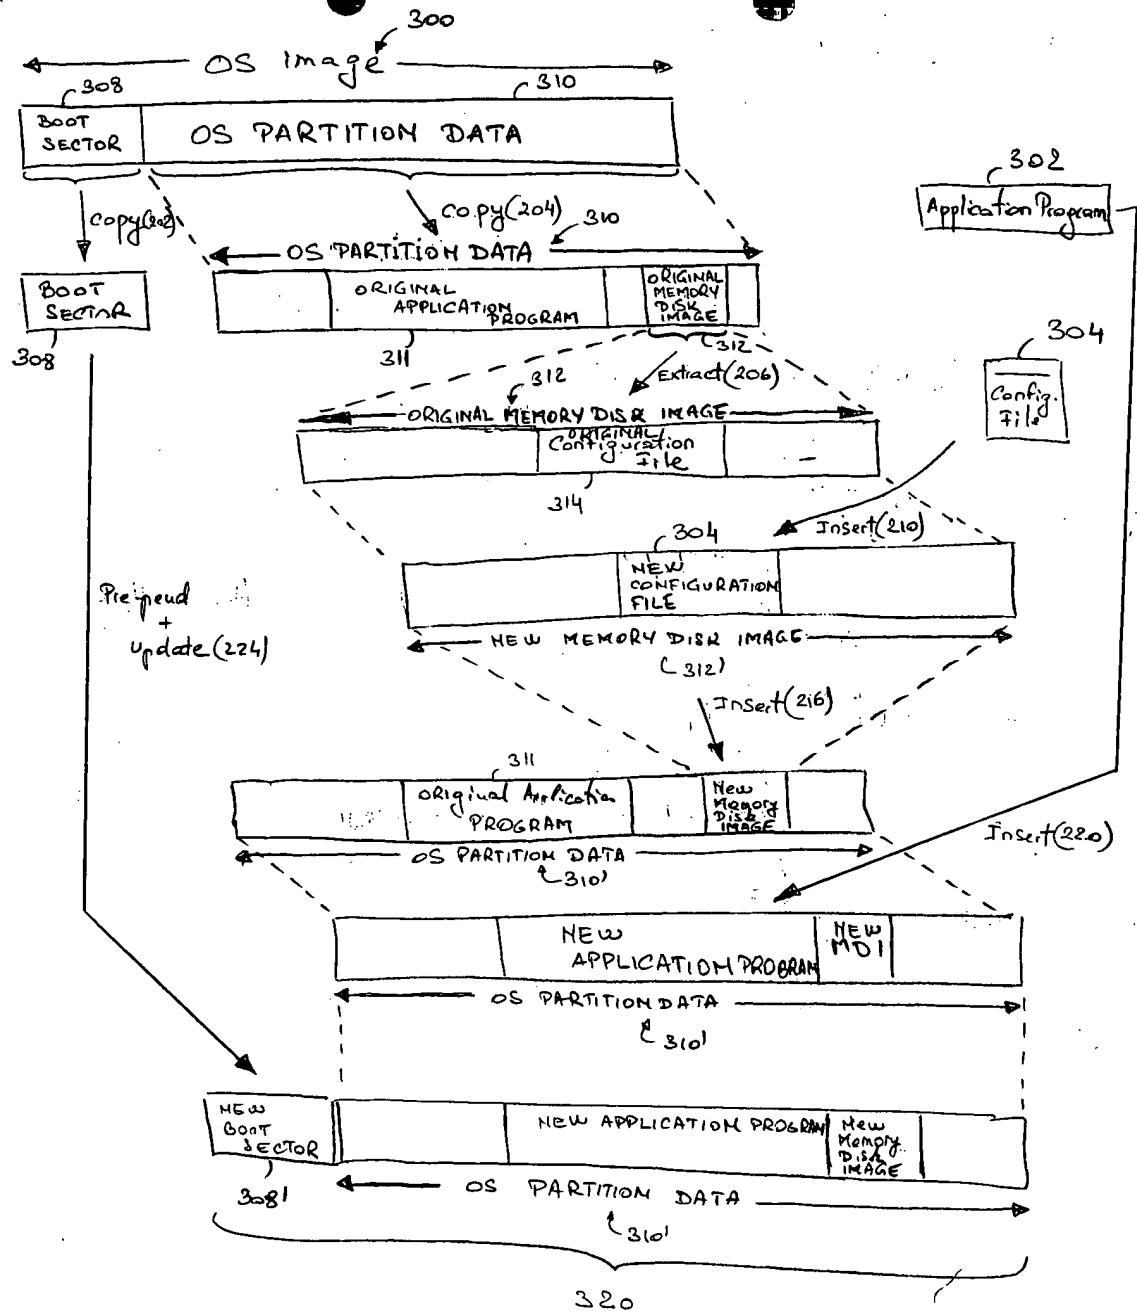 300
OS Image
308
310
BOOT
SECTOR
OS PARTITION DATA
302
Application Program
Copy(202)
Copy(204)
310
OS PARTITION DATA
BOOT
SECTOR
308
ORIGINAL
APPLICATION
PROGRAM
ORIGINAL
MEMORY
DISK
IMAGE
311
312
304
Config.
File
Extract(206)
312
ORIGINAL MEMORY DISK IMAGE
ORIGINAL
Configuration
File
314
Insert(210)
304
NEW
CONFIGURATION
FILE
Pre-pend
+
update(224)
NEW MEMORY DISK IMAGE
312'
Insert(216)
311
Original Application
PROGRAM
New
Memory
Disk
IMAGE
Insert(220)
OS PARTITION DATA
310'
NEW
APPLICATION PROGRAM
NEW
MDI
OS PARTITION DATA
310'
NEW
BOOT
SECTOR
NEW APPLICATION PROGRAM
New
Memory
Disk
IMAGE
308'
OS PARTITION DATA
310'
320